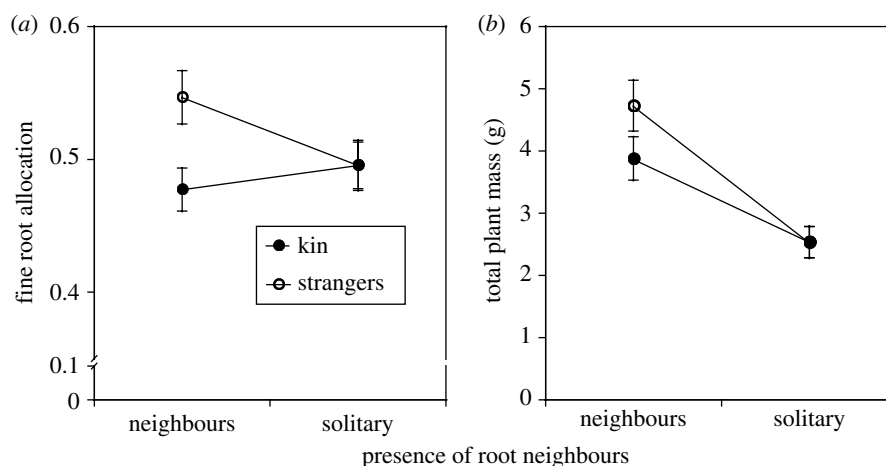 (a)
0.6
0.5
0.4
0.1
0
fine root allocation
kin
strangers
neighbours
solitary
(b)
6
5
4
3
2
1
0
total plant mass (g)
neighbours
solitary
presence of root neighbours